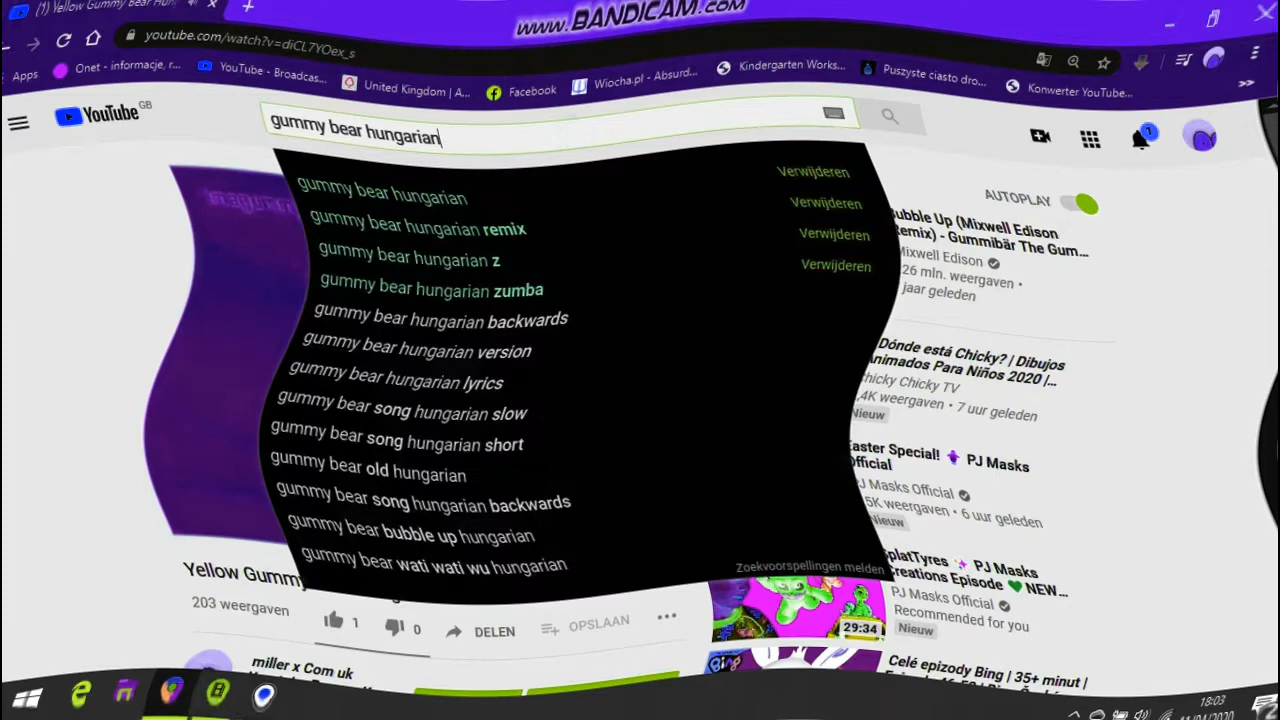 (1) Yellow Gummy Bear Hun
www.BANDICAM.com
youtube.com/watch?v=diCL7YOex_s
Apps
Onet - informacje, r...
YouTube - Broadcas...
United Kingdom | A...
Facebook
Wiocha.pl - Absurd...
Kindergarten Works...
Puszyste ciasto dro...
Konwerter YouTube...
YouTube GB
gummy bear hungarian
1
gummy bear hungarian Verwijderen
gummy bear hungarian remix Verwijderen
gummy bear hungarian z Verwijderen
gummy bear hungarian zumba Verwijderen
gummy bear hungarian backwards
gummy bear hungarian version
gummy bear hungarian lyrics
gummy bear song hungarian slow
gummy bear song hungarian short
gummy bear old hungarian
gummy bear song hungarian backwards
gummy bear bubble up hungarian
gummy bear wati wati wu hungarian
Zoekvoorspellingen melden
AUTOPLAY
ubble Up (Mixwell Edison
emix) - Gummibär The Gum...
Mixwell Edison
26 mln. weergaven •
jaar geleden
Dónde está Chicky? | Dibujos
Animados Para Niños 2020 |...
hicky Chicky TV
,4K weergaven • 7 uur geleden
Nieuw
Easter Special! PJ Masks
Official
PJ Masks Official
5K weergaven • 6 uur geleden
Nieuw
SplatTyres
Creations Episode NEW...
PJ Masks Official
Recommended for you
Nieuw
29:34
Celé epizody Bing | 35+ minut |
Yellow Gummy
203 weergaven
1
0
DELEN
OPSLAAN
miller x Com uk
18:03